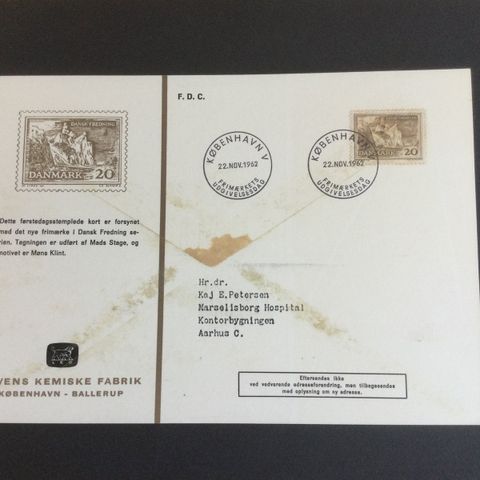 F. D. C.
DANSK FREDNING
DANMARK 20
KØBENHAVN V
22.NOV.1962
FRIMÆRKETS
UDGIVELSESDAG
KØBENHAVN V
22.NOV.1962
FRIMÆRKETS
UDGIVELSESDAG
20
Dette førstedagsstemplede kort er forsynet
med det nye frimærke i Dansk Fredning se-
rien. Tegningen er udført af Mads Stage, og
motivet er Møns Klint.
Hr.dr.
Kaj E.Petersen
Marselisborg Hospital
Kontorbygningen
Aarhus C.
VENS KEMISKE FABRIK
KØBENHAVN - BALLERUP
Eftersendes ikke
ved vedvarende adresseforandring, men tilbagesendes
med oplysning om ny adresse.